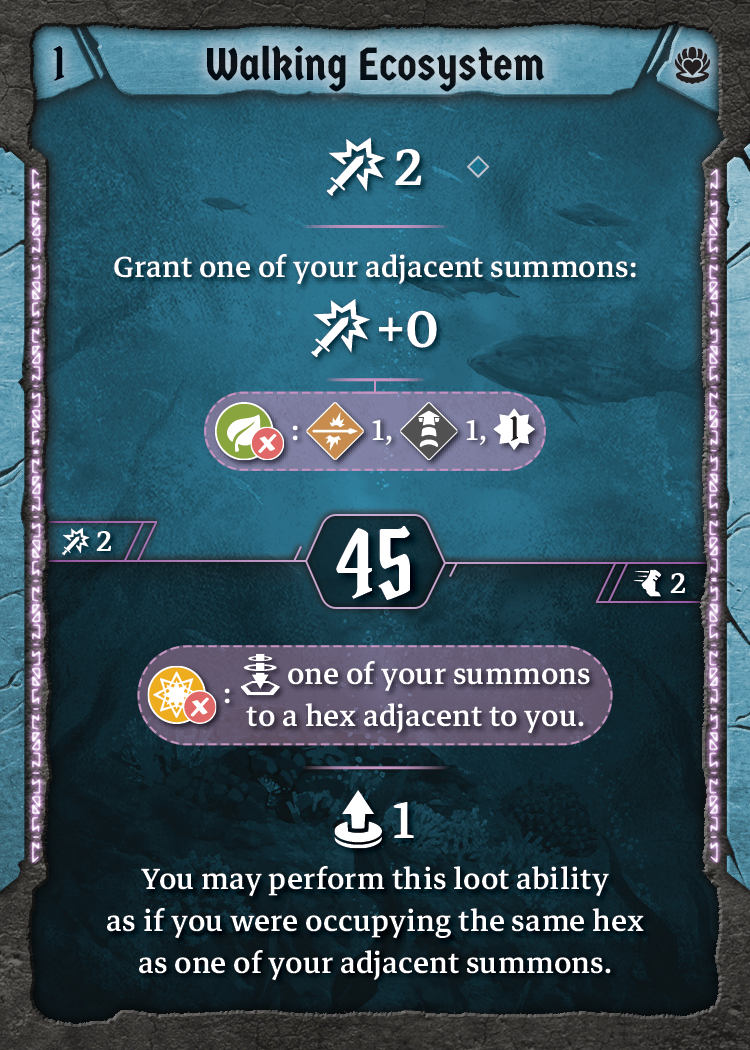 1
Walking Ecosystem
2
Grant one of your adjacent summons:
+0
: 1, 1, 1
2
45
2
: one of your summons
to a hex adjacent to you.
1
You may perform this loot ability
as if you were occupying the same hex
as one of your adjacent summons.